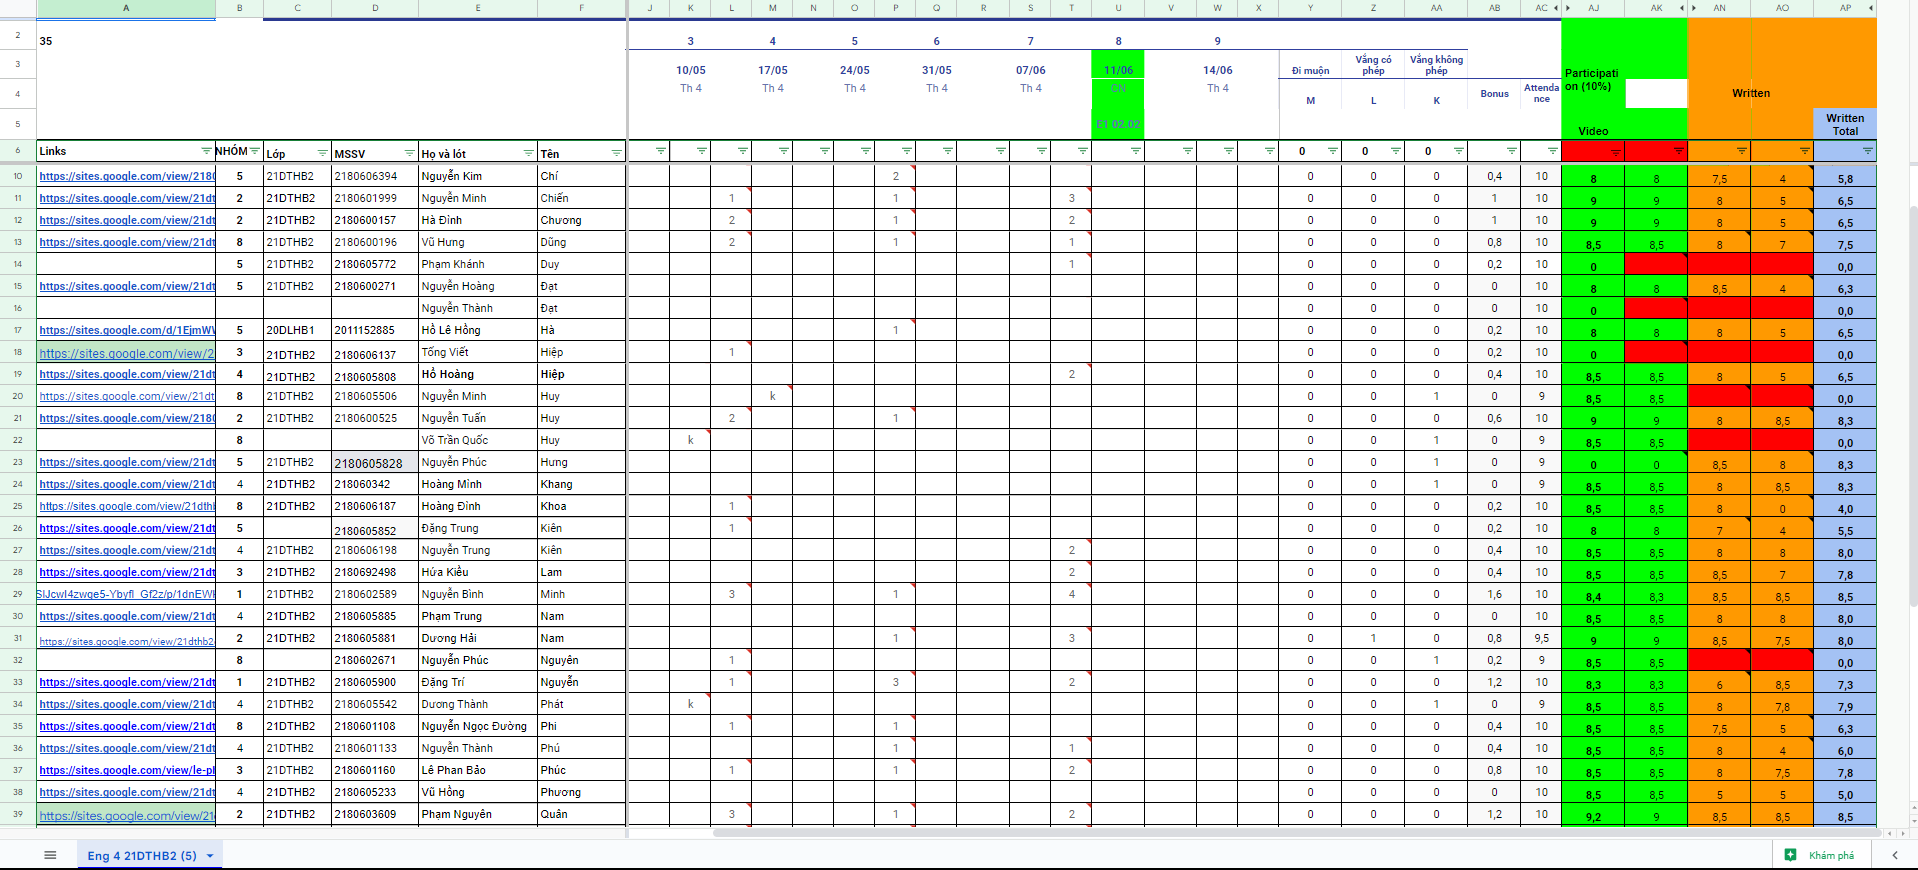 A B C D E F J K L M N O P Q R S T U V W X Y Z AA AB AC AJ AK AN AO AP
2 35 3 4 5 6 7 8 9
3 10/05 17/05 24/05 31/05 07/06 11/06 14/06 Đi muộn Vắng có phép Vắng không phép
4 Th 4 Th 4 Th 4 Th 4 Th 4 CN Th 4 M L K Bonus Attendance Participation (10%) Written
5 E1 02.02 Video Written Total
6 Links NHÓM Lớp MSSV Họ và lót Tên 0 0 0
10 https://sites.google.com/view/218 5 21DTHB2 2180606394 Nguyễn Kim Chí 2 0 0 0 0,4 10 8 8 7,5 4 5,8
11 https://sites.google.com/view/21dt 2 21DTHB2 2180601999 Nguyễn Minh Chiến 1 1 3 0 0 0 1 10 9 9 8 5 6,5
12 https://sites.google.com/view/21dt 2 21DTHB2 2180600157 Hà Đình Chương 2 1 2 0 0 0 1 10 9 9 8 5 6,5
13 https://sites.google.com/view/21dt 8 21DTHB2 2180600196 Vũ Hưng Dũng 2 1 1 0 0 0 0,8 10 8,5 8,5 8 7 7,5
14 5 21DTHB2 2180605772 Phạm Khánh Duy 1 0 0 0 0,2 10 0 0,0
15 https://sites.google.com/view/21dt 5 21DTHB2 2180600271 Nguyễn Hoàng Đạt 0 0 0 0 10 8 8 8,5 4 6,3
16 Nguyễn Thành Đạt 0 0 0 0 10 0 0,0
17 https://sites.google.com/d/1EjmW 5 20DLHB1 2011152885 Hồ Lê Hồng Hà 1 0 0 0 0,2 10 8 8 8 5 6,5
18 https://sites.google.com/view/2 3 21DTHB2 2180606137 Tống Viết Hiệp 1 0 0 0 0,2 10 0 0,0
19 https://sites.google.com/view/21dt 4 21DTHB2 2180605808 Hồ Hoàng Hiệp 2 0 0 0 0,4 10 8,5 8,5 8 5 6,5
20 https://sites.google.com/view/21dt 8 21DTHB2 2180605506 Nguyễn Minh Huy k 0 0 1 0 9 8,5 8,5 0,0
21 https://sites.google.com/view/218 2 21DTHB2 2180600525 Nguyễn Tuấn Huy 2 1 0 0 0 0,6 10 9 9 8 8,5 8,3
22 8 Võ Trần Quốc Huy k 0 0 1 0 9 8,5 8,5 0,0
23 https://sites.google.com/view/21dt 5 21DTHB2 2180605828 Nguyễn Phúc Hưng 0 0 1 0 9 0 0 8,5 8 8,3
24 https://sites.google.com/view/21dt 4 21DTHB2 218060342 Hoàng Minh Khang 0 0 1 0 9 8,5 8,5 8 8,5 8,3
25 https://sites.google.com/view/21dthl 8 21DTHB2 2180606187 Hoàng Đình Khoa 1 0 0 0 0,2 10 8,5 8,5 8 0 4,0
26 https://sites.google.com/view/21dt 5 2180605852 Đặng Trung Kiên 1 0 0 0 0,2 10 8 8 7 4 5,5
27 https://sites.google.com/view/21dt 4 21DTHB2 2180606198 Nguyễn Trung Kiên 2 0 0 0 0,4 10 8,5 8,5 8 8 8,0
28 https://sites.google.com/view/21dt 3 21DTHB2 2180692498 Hứa Kiều Lam 2 0 0 0 0,4 10 8,5 8,5 8,5 7 7,8
29 SIJcwI4zwqe5-Ybyfl_Gf2z/p/1dnEW 1 21DTHB2 2180602589 Nguyễn Bình Minh 3 1 4 0 0 0 1,6 10 8,4 8,3 8,5 8,5 8,5
30 https://sites.google.com/view/21dt 4 21DTHB2 2180605885 Phạm Trung Nam 0 0 0 0 10 8,5 8,5 8 8 8,0
31 https://sites.google.com/view/21dthb2 2 21DTHB2 2180605881 Dương Hải Nam 1 3 0 1 0 0,8 9,5 9 9 8,5 7,5 8,0
32 8 2180602671 Nguyễn Phúc Nguyên 1 0 0 1 0,2 9 8,5 8,5 0,0
33 https://sites.google.com/view/21dt 1 21DTHB2 2180605900 Đặng Trí Nguyễn 1 3 2 0 0 0 1,2 10 8,3 8,3 6 8,5 7,3
34 https://sites.google.com/view/21dt 4 21DTHB2 2180605542 Dương Thành Phát k 0 0 1 0 9 8,5 8,5 8 7,8 7,9
35 https://sites.google.com/view/21dt 8 21DTHB2 2180601108 Nguyễn Ngọc Đường Phi 1 1 0 0 0 0,4 10 8,5 8,5 7,5 5 6,3
36 https://sites.google.com/view/21dt 4 21DTHB2 2180601133 Nguyễn Thành Phú 1 1 0 0 0 0,4 10 8,5 8,5 8 4 6,0
37 https://sites.google.com/view/le-pl 3 21DTHB2 2180601160 Lê Phan Bảo Phúc 1 1 2 0 0 0 0,8 10 8,5 8,5 8 7,5 7,8
38 https://sites.google.com/view/21dt 4 21DTHB2 2180605233 Vũ Hồng Phương 0 0 0 0 10 8,5 8,5 5 5 5,0
39 https://sites.google.com/view/21 2 21DTHB2 2180603609 Phạm Nguyên Quân 3 1 2 0 0 0 1,2 10 9,2 9 8,5 8,5 8,5
Eng 4 21DTHB2 (5) Khám phá